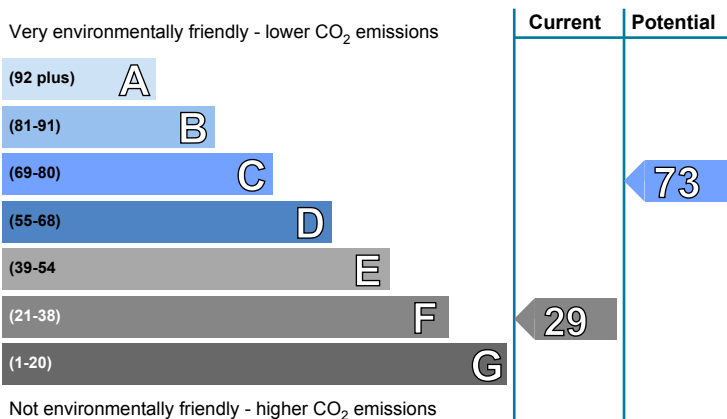 Current Potential
Very environmentally friendly - lower CO2 emissions
(92 plus) A
(81-91) B
(69-80) C
73
(55-68) D
(39-54 E
(21-38) F
29
(1-20) G
Not environmentally friendly - higher CO2 emissions